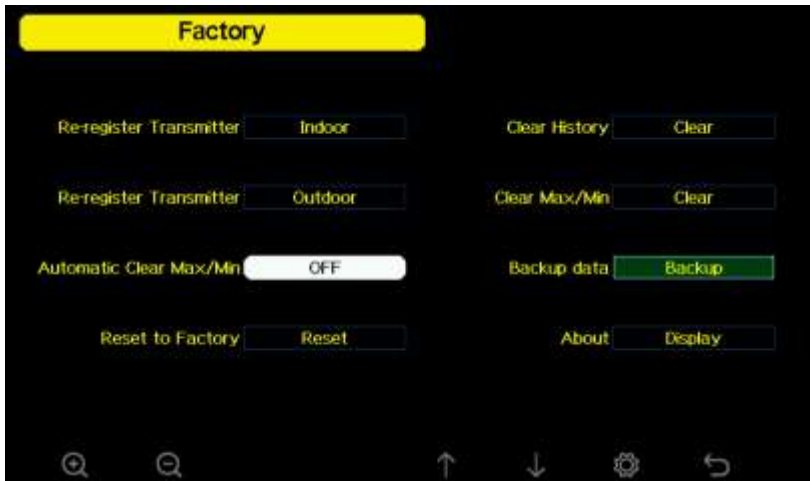 Factory
Re-register Transmitter Indoor Clear History Clear
Re-register Transmitter Outdoor Clear Max/Min Clear
Automatic Clear Max/Min OFF Backup data Backup
Reset to Factory Reset About Display